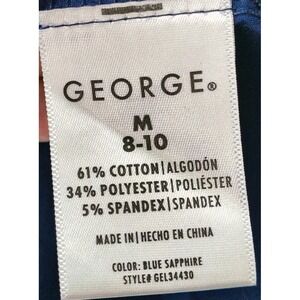 GEORGE®
M
8-10
61% COTTON|ALGODÓN
34% POLYESTER|POLIÉSTER
5% SPANDEX|SPANDEX
MADE IN|HECHO EN CHINA
COLOR: BLUE SAPPHIRE
STYLE# GEL34430